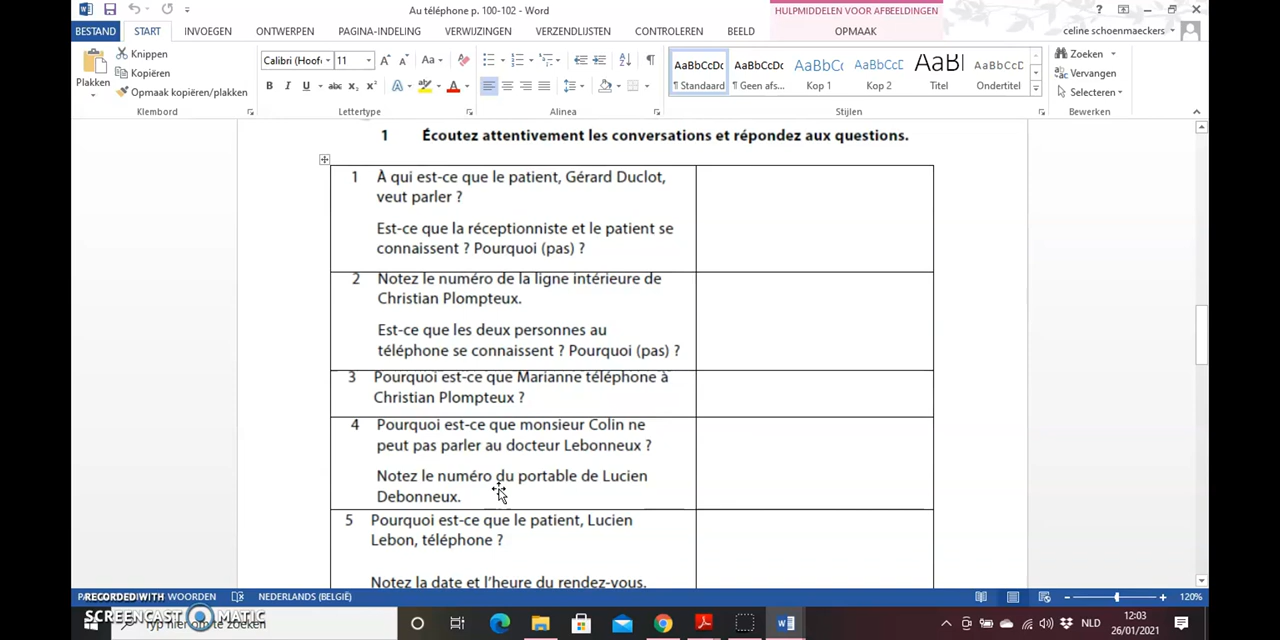 Au téléphone p. 100-102 - Word
HULPMIDDELEN VOOR AFBEELDINGEN
BESTAND START INVOEGEN ONTWERPEN PAGINA-INDELING VERWIJZINGEN VERZENDLIJSTEN CONTROLEREN BEELD OPMAAK celine schoenmaeckers
Plakken
Knippen
Kopiëren
Opmaak kopiëren/plakken
Klembord
Calibri (Hoof 11
Lettertype
Alinea
AaBbCcDc AaBbCcDc AaBbC AaBbCcD AaBl AaBbCcD
¶ Standaard ¶ Geen afs... Kop 1 Kop 2 Titel Ondertitel
Stijlen
Zoeken
Vervangen
Selecteren
Bewerken
1 Écoutez attentivement les conversations et répondez aux questions.
1 À qui est-ce que le patient, Gérard Duclot,
veut parler ?
Est-ce que la réceptionniste et le patient se
connaissent ? Pourquoi (pas) ?
2 Notez le numéro de la ligne intérieure de
Christian Plompteux.
Est-ce que les deux personnes au
téléphone se connaissent ? Pourquoi (pas) ?
3 Pourquoi est-ce que Marianne téléphone à
Christian Plompteux ?
4 Pourquoi est-ce que monsieur Colin ne
peut pas parler au docteur Lebonneux ?
Notez le numéro du portable de Lucien
Debonneux.
5 Pourquoi est-ce que le patient, Lucien
Lebon, téléphone ?
Notez la date et l'heure du rendez-vous.
WOORDEN NEDERLANDS (BELGIË) 120%
RECORDED WITH
SCREENCAST MATIC
Typ hier om te zoeken
NLD
12:03
26/01/2021